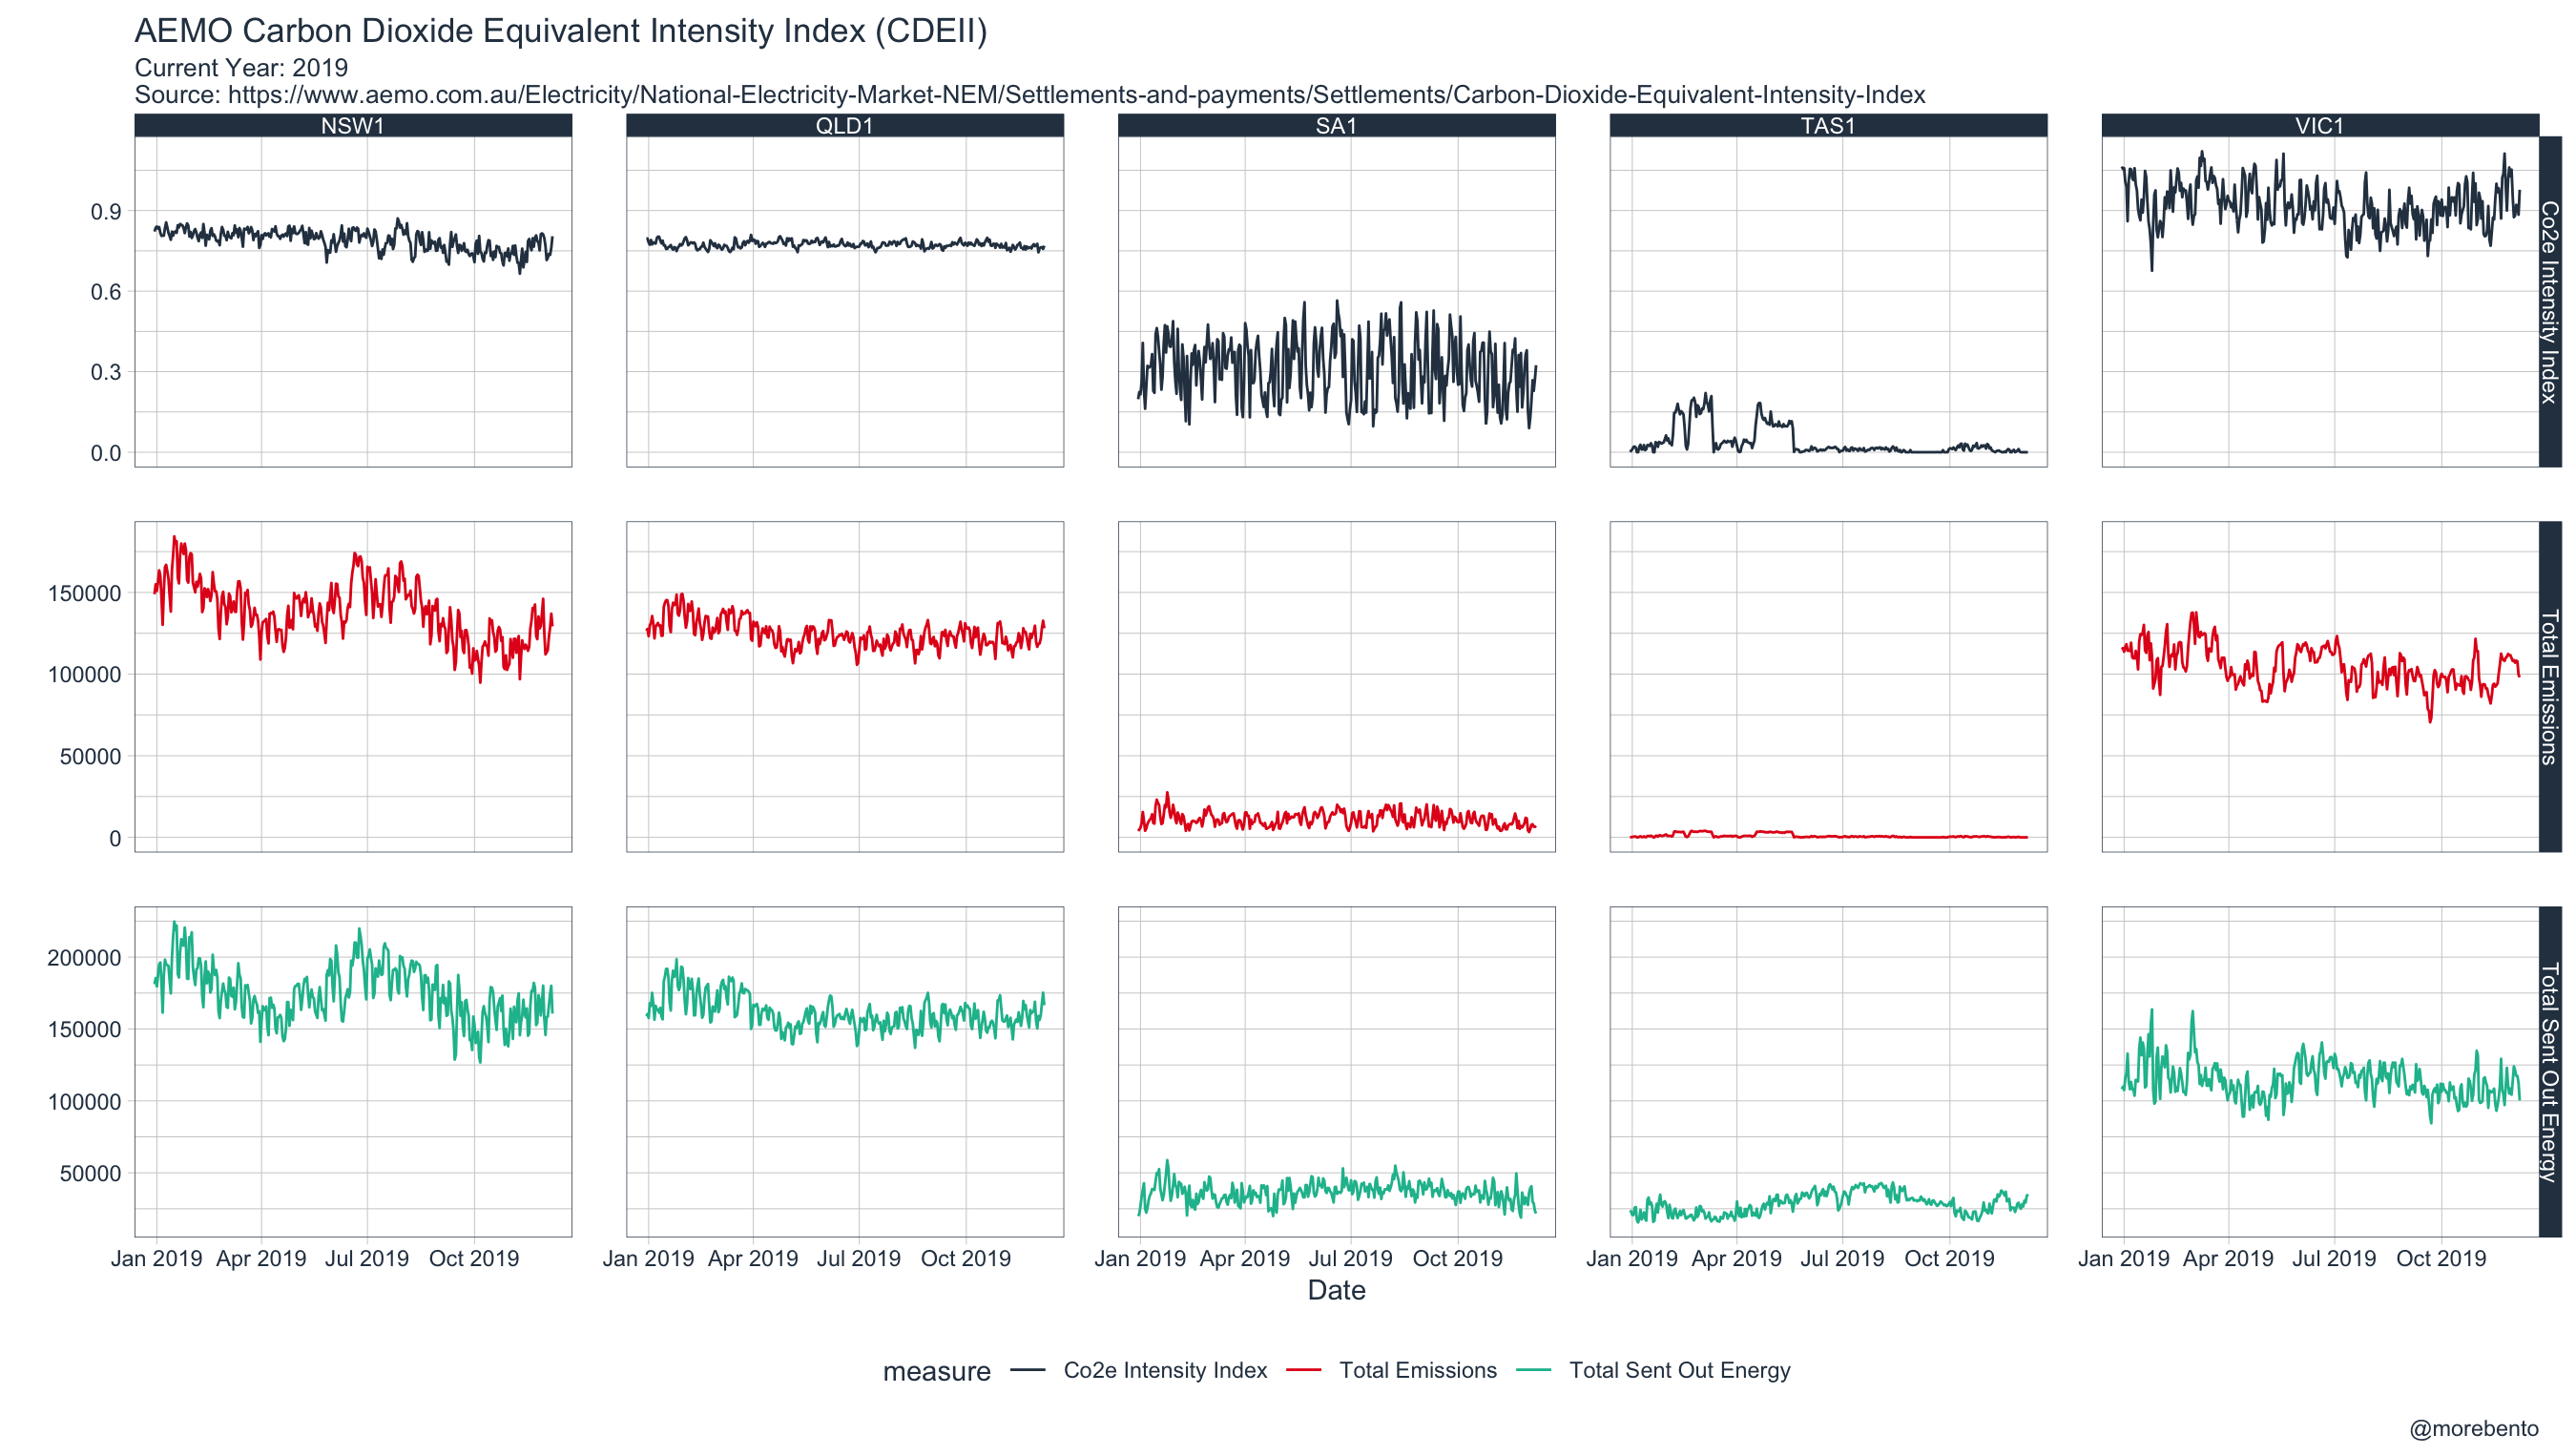 AEMO Carbon Dioxide Equivalent Intensity Index (CDEII)
Current Year: 2019
Source: https://www.aemo.com.au/Electricity/National-Electricity-Market-NEM/Settlements-and-payments/Settlements/Carbon-Dioxide-Equivalent-Intensity-Index
NSW1 QLD1 SA1 TAS1 VIC1
0.9
0.6
0.3
0.0
Co2e Intensity Index
150000
100000
50000
0
Total Emissions
200000
150000
100000
50000
Total Sent Out Energy
Jan 2019 Apr 2019 Jul 2019 Oct 2019 Jan 2019 Apr 2019 Jul 2019 Oct 2019 Jan 2019 Apr 2019 Jul 2019 Oct 2019 Jan 2019 Apr 2019 Jul 2019 Oct 2019 Jan 2019 Apr 2019 Jul 2019 Oct 2019
Date
measure Co2e Intensity Index Total Emissions Total Sent Out Energy
@morebento